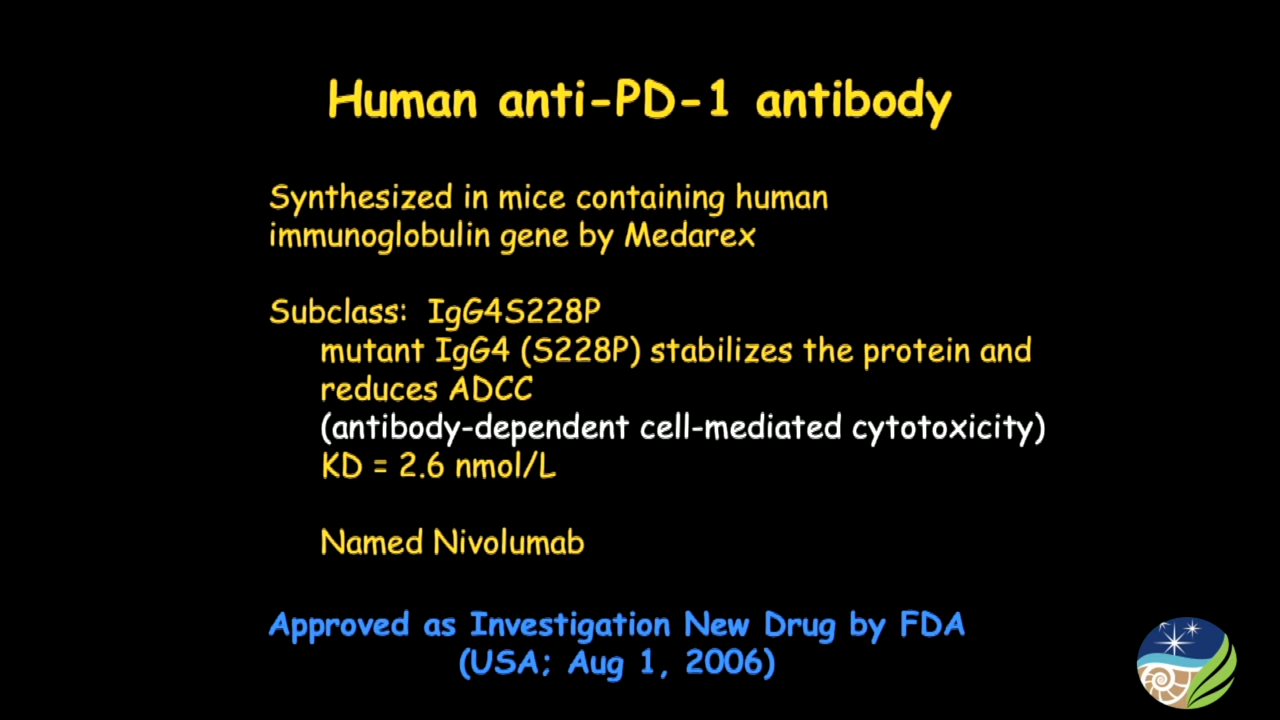 Human anti-PD-1 antibody
Synthesized in mice containing human
immunoglobulin gene by Medarex
Subclass: IgG4S228P
mutant IgG4 (S228P) stabilizes the protein and
reduces ADCC
(antibody-dependent cell-mediated cytotoxicity)
KD = 2.6 nmol/L
Named Nivolumab
Approved as Investigation New Drug by FDA
(USA; Aug 1, 2006)